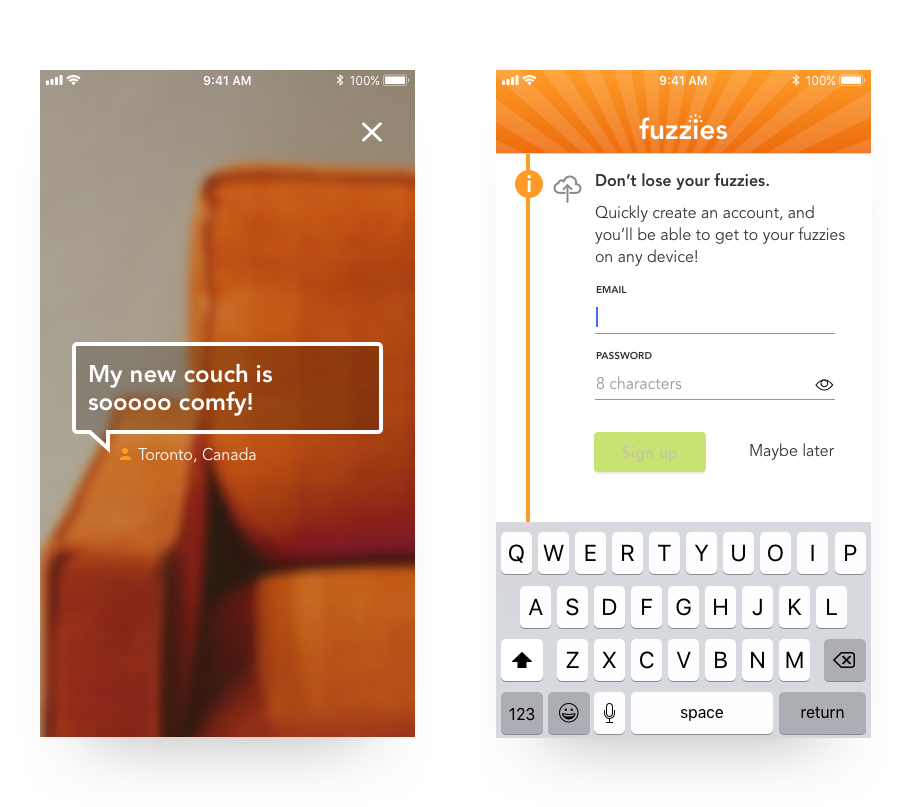 9:41 AM
100%
My new couch is
sooooo comfy!
Toronto, Canada
9:41 AM
100%
fuzzies
i
Don’t lose your fuzzies.
Quickly create an account, and
you’ll be able to get to your fuzzies
on any device!
EMAIL
PASSWORD
8 characters
Sign up
Maybe later
Q W E R T Y U O I P
A S D F G H J K L
Z X C V B N M
123
space
return